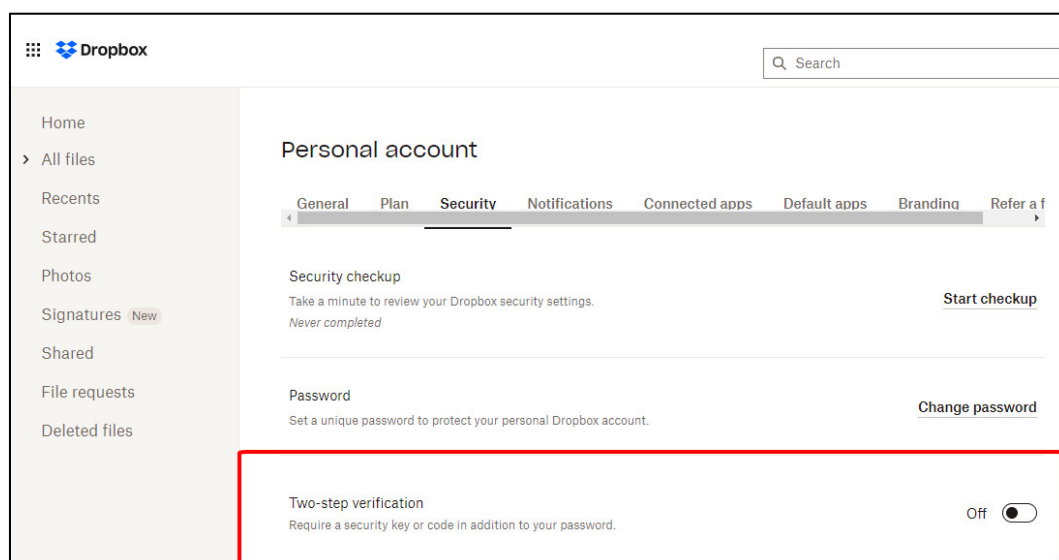 Dropbox
Search
Home
All files
Recents
Starred
Photos
Signatures New
Shared
File requests
Deleted files
Personal account
General Plan Security Notifications Connected apps Default apps Branding Refer a f
Security checkup
Take a minute to review your Dropbox security settings.
Never completed
Start checkup
Password
Set a unique password to protect your personal Dropbox account.
Change password
Two-step verification
Require a security key or code in addition to your password.
Off